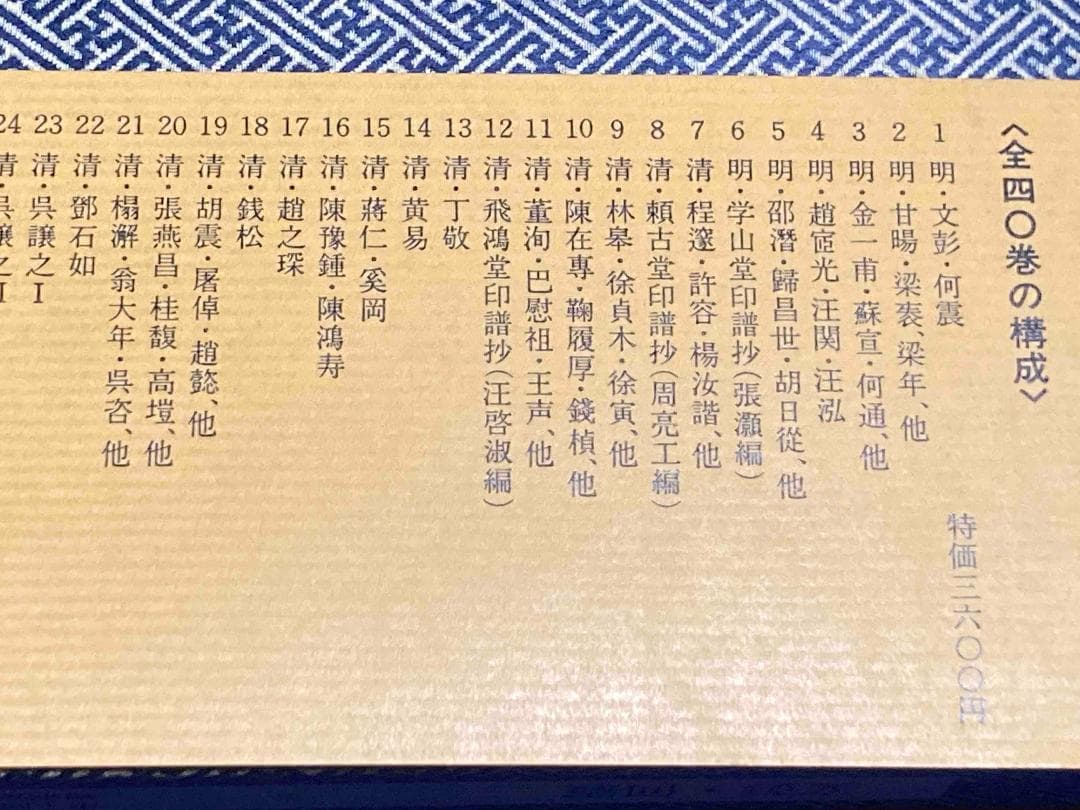 〈全四〇巻の構成〉
特価三六〇〇円
1 明・文彭・何震
2 明・甘暘・梁袠、梁年、他
3 明・金一甫・蘇宣・何通、他
4 明・趙宧光・汪関・汪泓
5 明・邵潛・歸昌世・胡日從、他
6 明・学山堂印譜抄(張灝編)
7 清・程邃・許容・楊汝諧、他
8 清・頼古堂印譜抄(周亮工編)
9 清・林皋・徐貞木・徐寅、他
10 清・陳在専・鞠履厚・錢楨、他
11 清・董洵・巴慰祖・王声、他
12 清・飛鴻堂印譜抄(汪啓淑編)
13 清・丁敬
14 清・黄易
15 清・蔣仁・奚岡
16 清・陳豫鍾・陳鴻寿
17 清・趙之琛
18 清・銭松
19 清・胡震・屠倬・趙懿、他
20 清・張燕昌・桂馥・高塏、他
21 清・楊澥・翁大年・呉咨、他
22 清・鄧石如
23 清・呉譲之Ⅰ
24 清・呉譲之Ⅱ